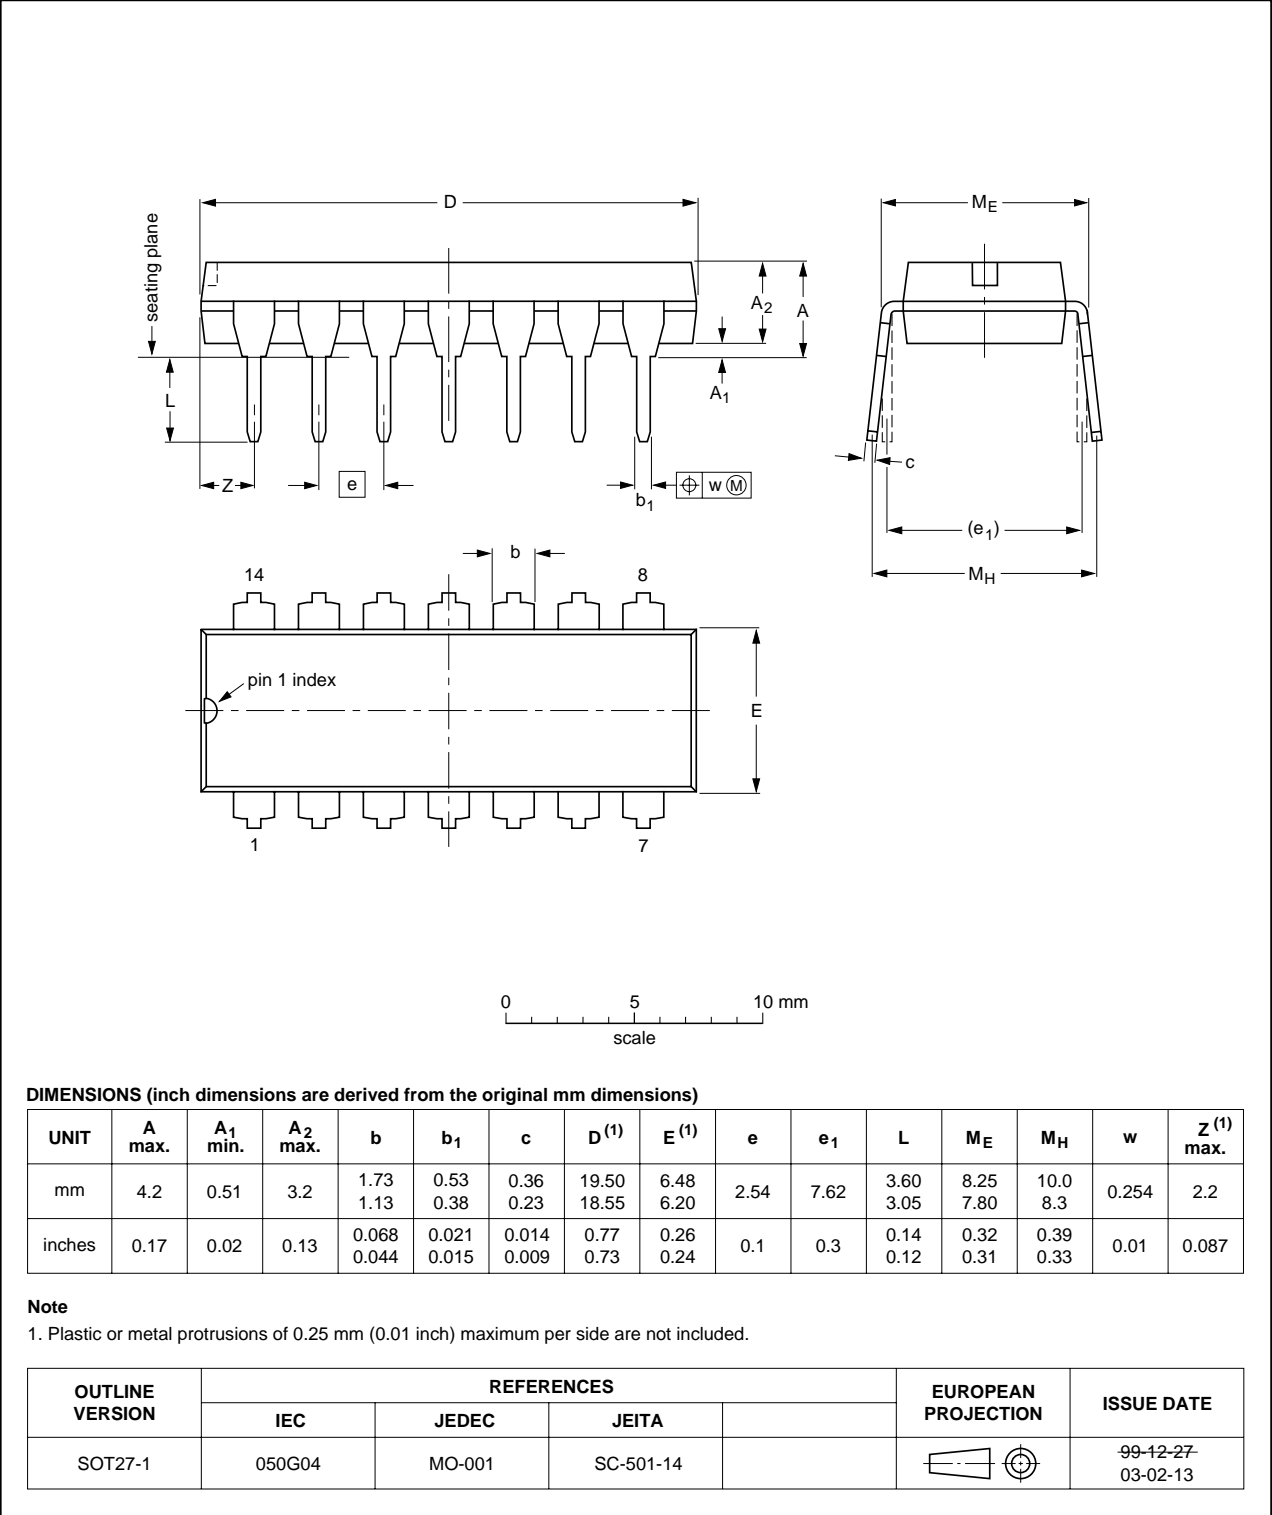 D
ME
seating plane
A2
A
A1
L
c
Z
e
b1
w M
(e1)
MH
b
14
8
pin 1 index
E
1
7
0 5 10 mm
scale
DIMENSIONS (inch dimensions are derived from the original mm dimensions)
UNIT A max. A1 min. A2 max. b b1 c D(1) E(1) e e1 L ME MH w Z(1) max.
mm 4.2 0.51 3.2 1.73 1.13 0.53 0.38 0.36 0.23 19.50 18.55 6.48 6.20 2.54 7.62 3.60 3.05 8.25 7.80 10.0 8.3 0.254 2.2
inches 0.17 0.02 0.13 0.068 0.044 0.021 0.015 0.014 0.009 0.77 0.73 0.26 0.24 0.1 0.3 0.14 0.12 0.32 0.31 0.39 0.33 0.01 0.087
Note
1. Plastic or metal protrusions of 0.25 mm (0.01 inch) maximum per side are not included.
OUTLINE VERSION REFERENCES EUROPEAN PROJECTION ISSUE DATE
IEC JEDEC JEITA
SOT27-1 050G04 MO-001 SC-501-14 99-12-27 03-02-13